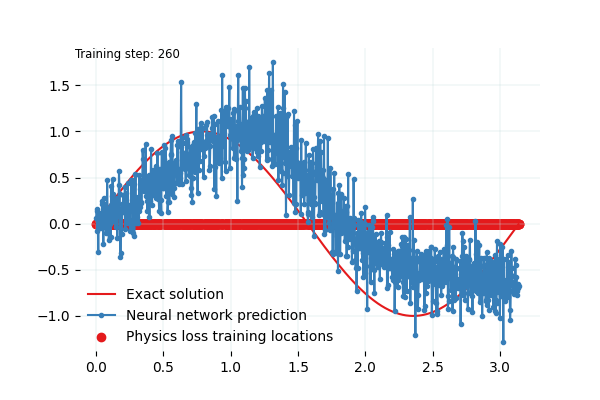 Training step: 260
1.5
1.0
0.5
0.0
−0.5
−1.0
Exact solution
Neural network prediction
Physics loss training locations
0.0 0.5 1.0 1.5 2.0 2.5 3.0